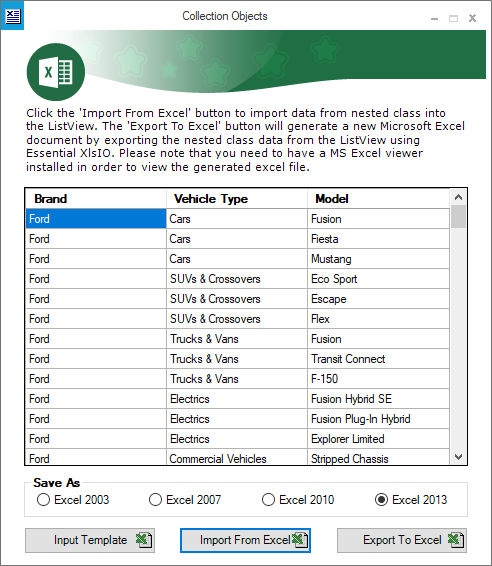 Collection Objects
Click the 'Import From Excel' button to import data from nested class into
the ListView. The 'Export To Excel' button will generate a new Microsoft Excel
document by exporting the nested class data from the ListView using
Essential XlsIO. Please note that you need to have a MS Excel viewer
installed in order to view the generated excel file.
Brand Vehicle Type Model
Ford Cars Fusion
Ford Cars Fiesta
Ford Cars Mustang
Ford SUVs & Crossovers Eco Sport
Ford SUVs & Crossovers Escape
Ford SUVs & Crossovers Flex
Ford Trucks & Vans Fusion
Ford Trucks & Vans Transit Connect
Ford Trucks & Vans F-150
Ford Electrics Fusion Hybrid SE
Ford Electrics Fusion Plug-In Hybrid
Ford Electrics Explorer Limited
Ford Commercial Vehicles Stripped Chassis
Save As
Excel 2003 Excel 2007 Excel 2010 Excel 2013
Input Template Import From Excel Export To Excel